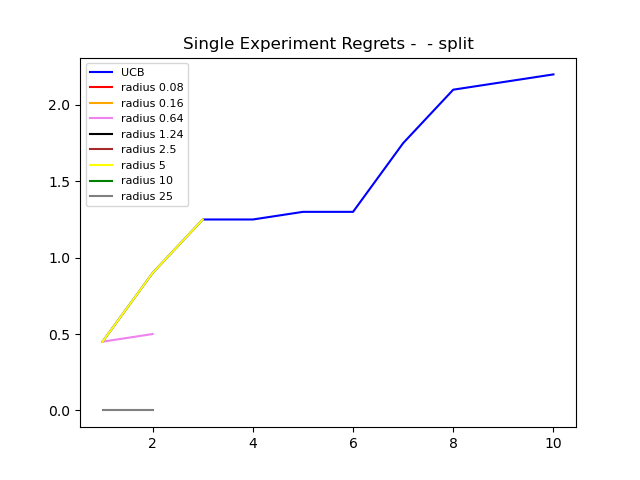 Single Experiment Regrets -  - split
UCB
radius 0.08
radius 0.16
radius 0.64
radius 1.24
radius 2.5
radius 5
radius 10
radius 25
2.0
1.5
1.0
0.5
0.0
2 4 6 8 10